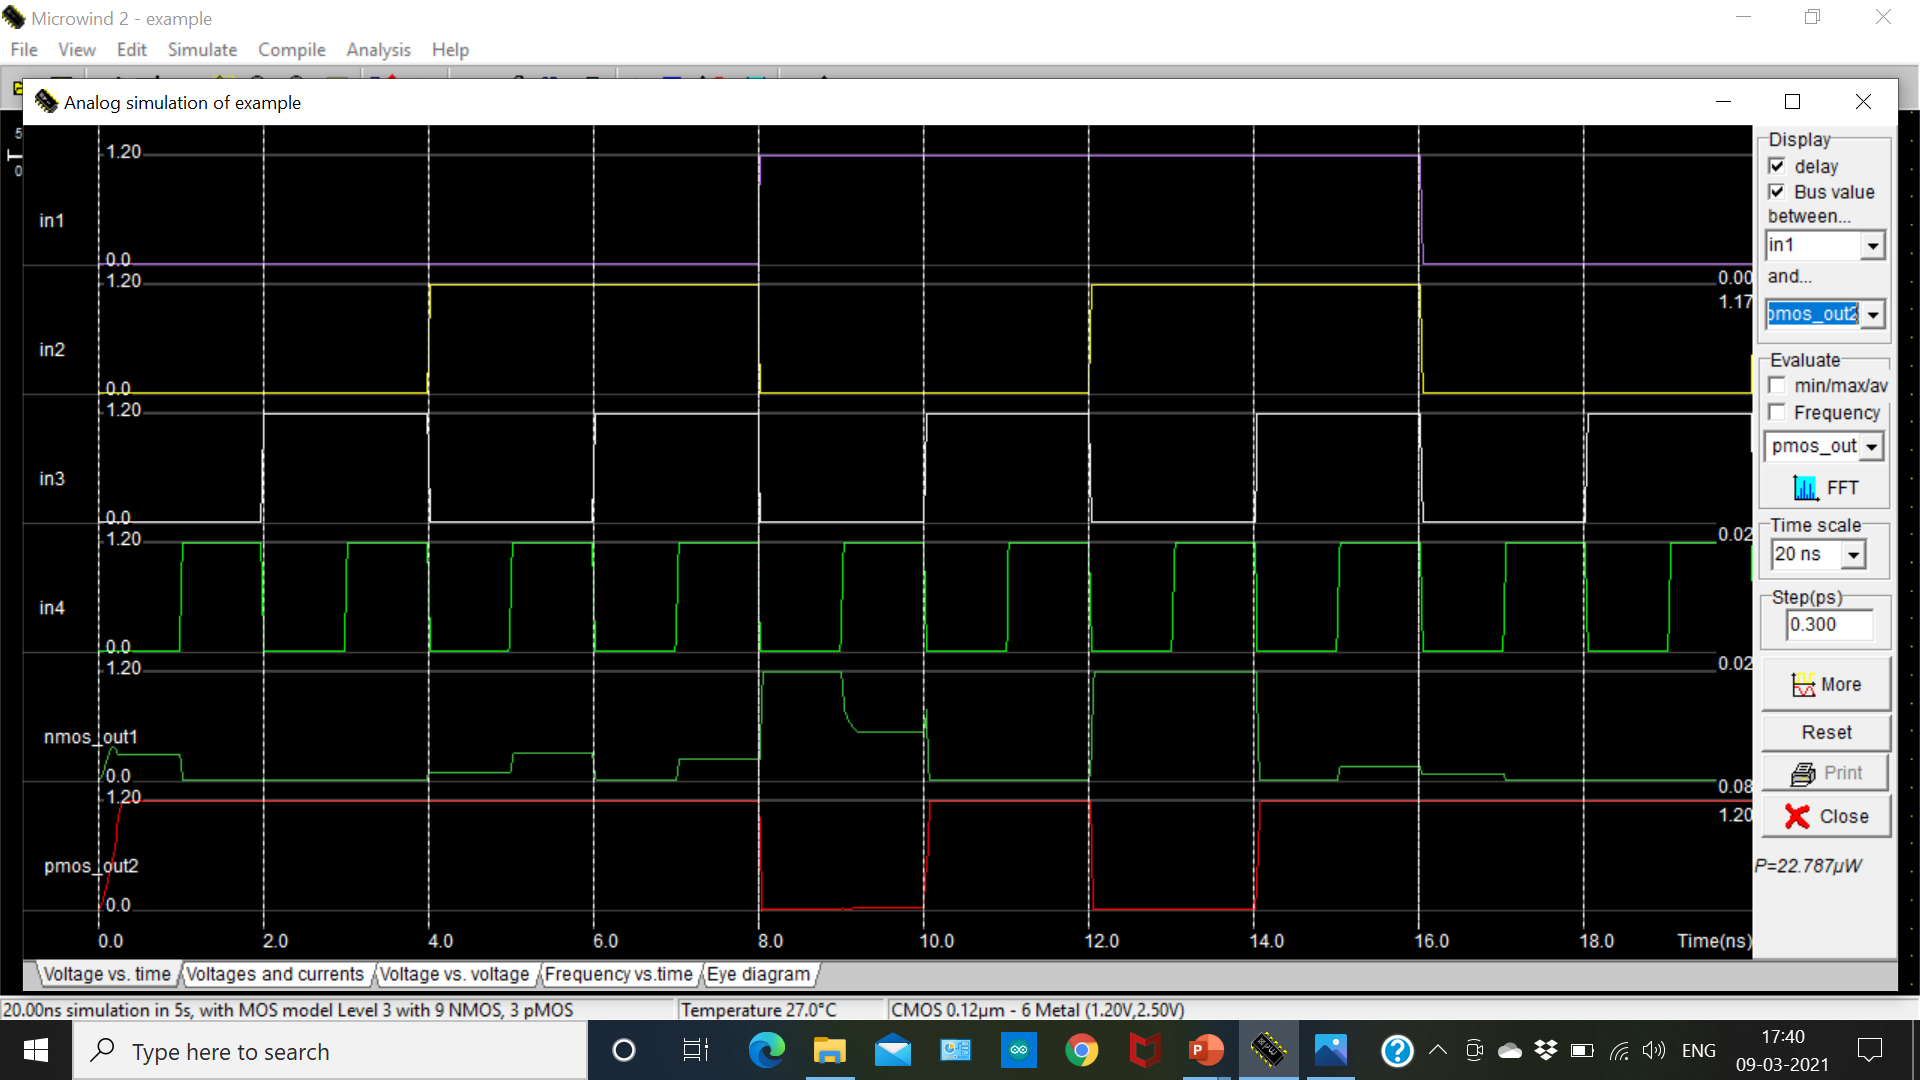 Microwind 2 - example
File View Edit Simulate Compile Analysis Help
Analog simulation of example
5
0
1.20
in1
0.0
1.20
0.00
1.17
in2
0.0
1.20
in3
0.0
1.20
0.02
in4
0.0
1.20
0.02
nmos_out1
0.0
1.20
0.08
1.20
pmos_out2
0.0
0.0 2.0 4.0 6.0 8.0 10.0 12.0 14.0 16.0 18.0 Time(ns)
Display
delay
Bus value
between...
in1
and...
pmos_out2
Evaluate
min/max/av
Frequency
pmos_out
FFT
Time scale
20 ns
Step(ps)
0.300
More
Reset
Print
Close
P=22.787µW
Voltage vs. time Voltages and currents Voltage vs. voltage Frequency vs.time Eye diagram
20.00ns simulation in 5s, with MOS model Level 3 with 9 NMOS, 3 pMOS Temperature 27.0°C CMOS 0.12µm - 6 Metal (1.20V,2.50V)
Type here to search
ENG
17:40
09-03-2021